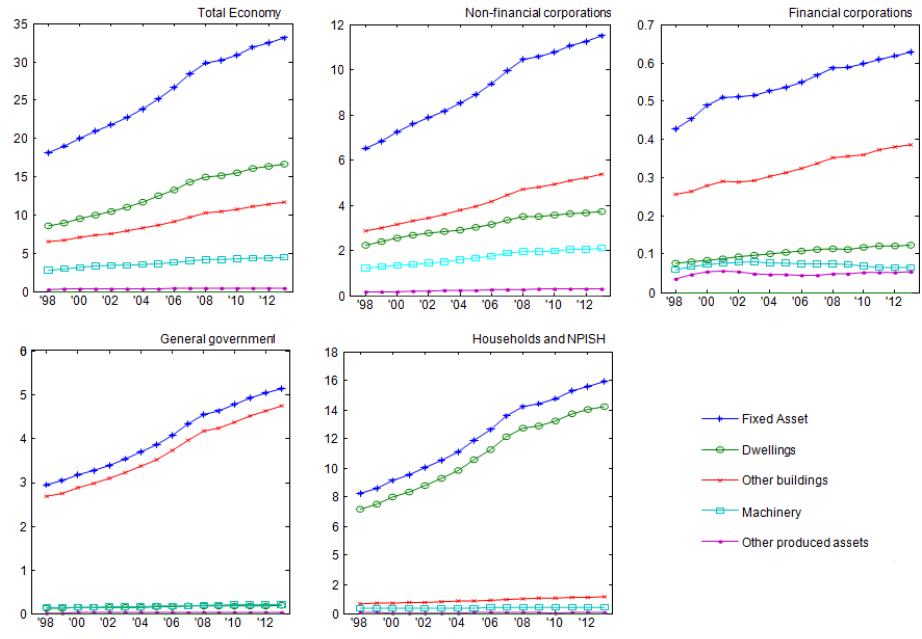 Total Economy
35
30
25
20
15
10
5
0
'98 '00 '02 '04 '06 '08 '10 '12
Non-financial corporations
12
10
8
6
4
2
0
'98 '00 '02 '04 '06 '08 '10 '12
Financial corporations
0.7
0.6
0.5
0.4
0.3
0.2
0.1
0
'98 '00 '02 '04 '06 '08 '10 '12
General government
5
4
3
2
1
0
'98 '00 '02 '04 '06 '08 '10 '12
Households and NPISH
18
16
14
12
10
8
6
4
2
0
'98 '00 '02 '04 '06 '08 '10 '12
Fixed Asset
Dwellings
Other buildings
Machinery
Other produced assets